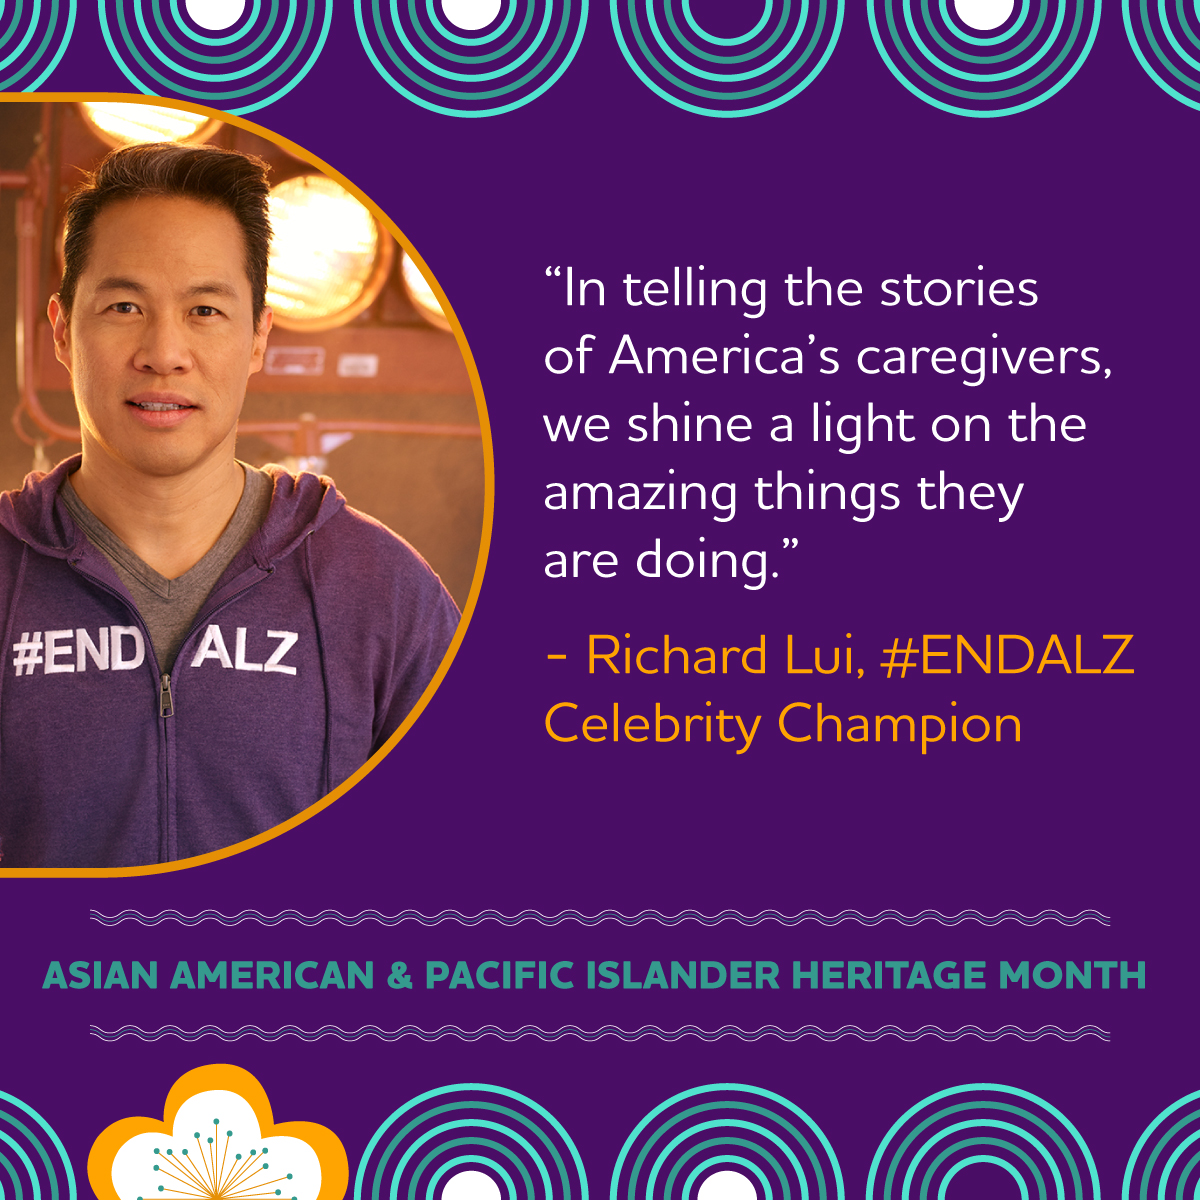 #END ALZ
“In telling the stories
of America’s caregivers,
we shine a light on the
amazing things they
are doing.”
- Richard Lui, #ENDALZ
Celebrity Champion
ASIAN AMERICAN & PACIFIC ISLANDER HERITAGE MONTH